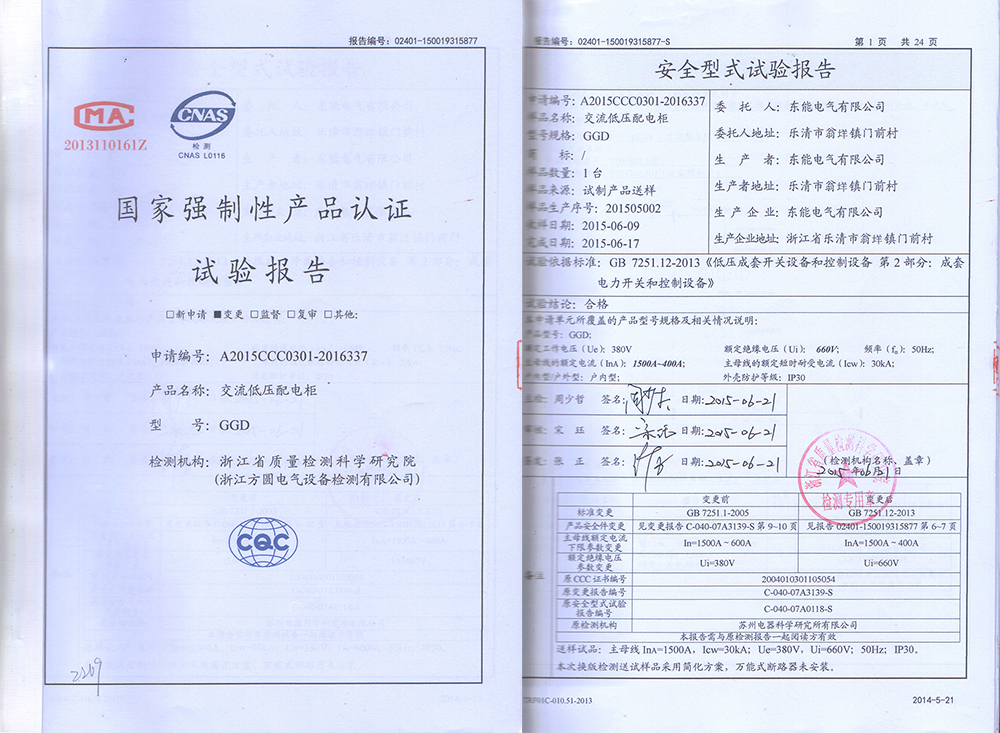 报告编号：02401-150019315877
MA
2013110161Z
CNAS
检测
CNAS L0116
国家强制性产品认证
试验报告
□新申请 ■变更 □监督 □复审 □其他:
申请编号：A2015CCC0301-2016337
产品名称：交流低压配电柜
型 号：GGD
检测机构：浙江省质量检测科学研究院
(浙江方圆电气设备检测有限公司)
CQC
2269
报告编号：02401-150019315877-S 第 1 页 共 24 页
安全型式试验报告
申请编号：A2015CCC0301-2016337
样品名称：交流低压配电柜
型号规格：GGD
商 标：/
样品数量：1 台
样品来源：试制产品送样
样品生产序号：201505002
收样日期：2015-06-09
完成日期：2015-06-17
委 托 人：东能电气有限公司
委托人地址：乐清市翁垟镇门前村
生 产 者：东能电气有限公司
生产者地址：乐清市翁垟镇门前村
生 产 企 业：东能电气有限公司
生产企业地址：浙江省乐清市翁垟镇门前村
试验依据标准：GB 7251.12-2013《低压成套开关设备和控制设备 第 2 部分：成套
电力开关和控制设备》
试验结论：合格
本申请单元所覆盖的产品型号规格及相关情况说明：
产品型号：GGD;
额定工作电压（Ue）：380V 额定绝缘电压（Ui）：660V; 频率（fn）：50Hz;
主母线的额定电流（InA）：1500A~400A; 主母线的额定短时耐受电流（Icw）：30kA;
户内型/户外型：户内型; 外壳防护等级：IP30
主检：周少哲 签名： 日期：2015-06-21
审核：宋 珏 签名： 日期：2015-06-21
签发：张 正 签名： 日期：2015-06-21
（检测机构名称、盖章）
2015年06月21日
检测专用章
变更前 变更后
标准变更 GB 7251.1-2005 GB 7251.12-2013
产品安全件变更 见变更报告 C-040-07A3139-S 第 9~10 页 见报告 02401-150019315877 第 6~7 页
主母线额定电流下限参数变更 In=1500A ~ 600A InA=1500A ~ 400A
额定绝缘电压参数变更 Ui=380V Ui=660V
备注
原 CCC 证书编号 2004010301105054
原变更报告编号 C-040-07A3139-S
原安全型式试验报告编号 C-040-07A0118-S
原检测机构 苏州电器科学研究所有限公司
本报告需与原检测报告一起阅读方有效
送样试品：主母线 InA=1500A，Icw=30kA；Ue=380V，Ui=660V；50Hz；IP30。
本次换版检测送试样品采用简化方案，万能式断路器未安装。
TRF01C-010.51-2013 2014-5-21